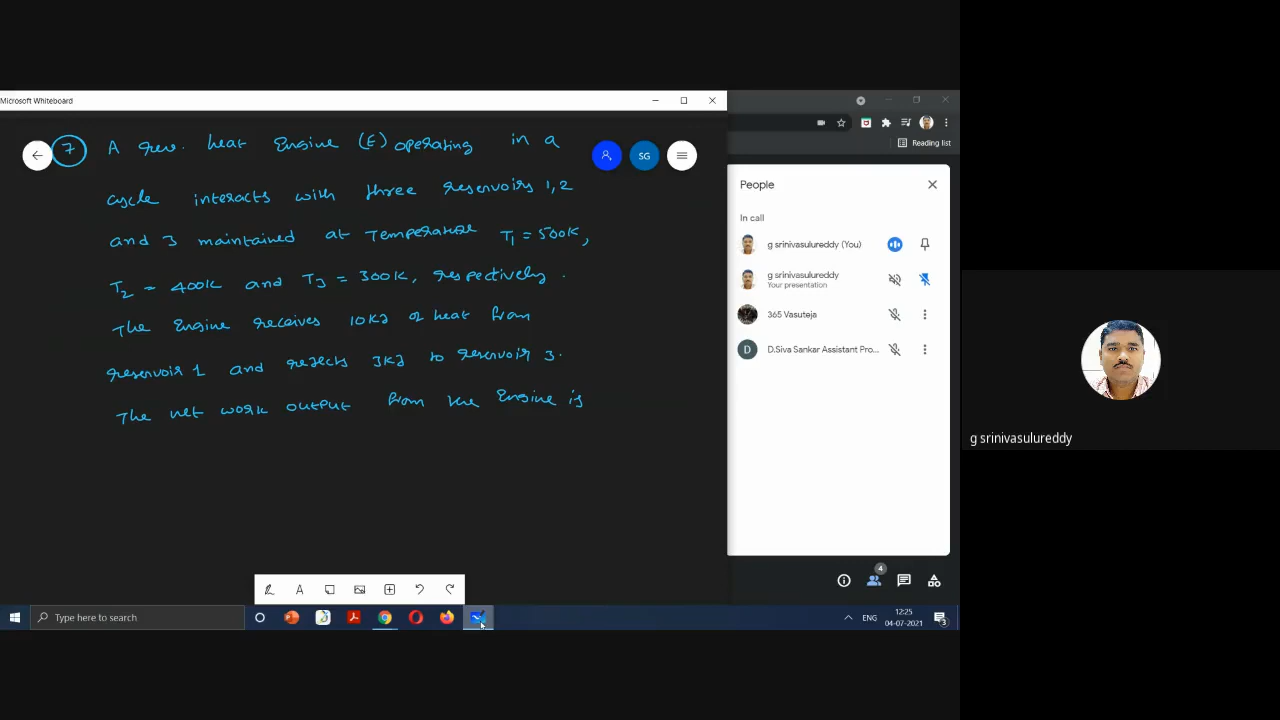 Microsoft Whiteboard
7 A rev. heat Engine (E) operating in a
cycle interacts with three reservoirs 1,2
and 3 maintained at Temperature T1 = 500K,
T2 = 400K and T3 = 300K, respectively.
The Engine receives 10KJ of heat from
reservoir 1 and rejects 3KJ to reservoir 3.
The net work output from the Engine is
SG
Reading list
People
In call
g srinivasulureddy (You)
g srinivasulureddy
Your presentation
365 Vasuteja
D
D.Siva Sankar Assistant Pro...
4
g srinivasulureddy
A
Type here to search
ENG
12:25
04-07-2021
3